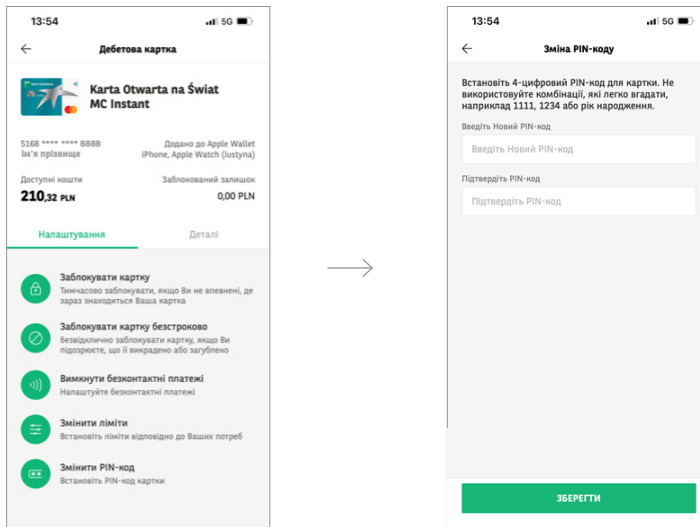 13:54
5G
Дебетова картка
Karta Otwarta na Świat
MC Instant
5168 **** **** 8888
Ім'я прізвище
Додано до Apple Wallet
iPhone, Apple Watch (Justyna)
Доступні кошти
210,32 PLN
Заблокований залишок
0,00 PLN
Налаштування
Деталі
Заблокувати картку
Тимчасово заблокувати, якщо Ви не впевнені, де
зараз знаходиться Ваша картка
Заблокувати картку безстроково
Безвідклично заблокувати картку, якщо Ви
підозрюєте, що її викрадено або загублено
Вимкнути безконтактні платежі
Налаштуйте безконтактні платежі
Змінити ліміти
Встановіть ліміти відповідно до Ваших потреб
Змінити PIN-код
Встановіть PIN-код картки
13:54
5G
Зміна PIN-коду
Встановіть 4-цифровий PIN-код для картки. Не
використовуйте комбінації, які легко вгадати,
наприклад 1111, 1234 або рік народження.
Введіть Новий PIN-код
Введіть Новий PIN-код
Підтвердіть PIN-код
Підтвердіть PIN-код
ЗБЕРЕГТИ